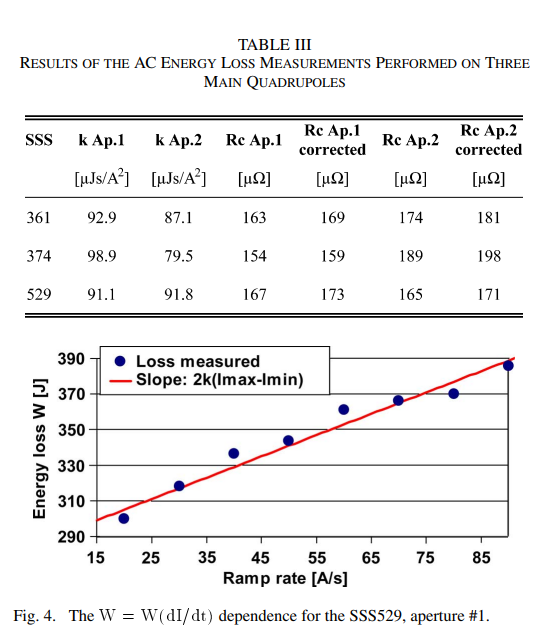 TABLE III
RESULTS OF THE AC ENERGY LOSS MEASUREMENTS PERFORMED ON THREE
MAIN QUADRUPOLES
SSS k Ap.1 k Ap.2 Rc Ap.1 Rc Ap.1 corrected Rc Ap.2 Rc Ap.2 corrected
[µJs/A²] [µJs/A²] [µΩ] [µΩ] [µΩ] [µΩ]
361 92.9 87.1 163 169 174 181
374 98.9 79.5 154 159 189 198
529 91.1 91.8 167 173 165 171
Loss measured
Slope: 2k(Imax-Imin)
Energy loss W [J]
390
370
350
330
310
290
15 25 35 45 55 65 75 85
Ramp rate [A/s]
Fig. 4. The W = W(dI/dt) dependence for the SSS529, aperture #1.